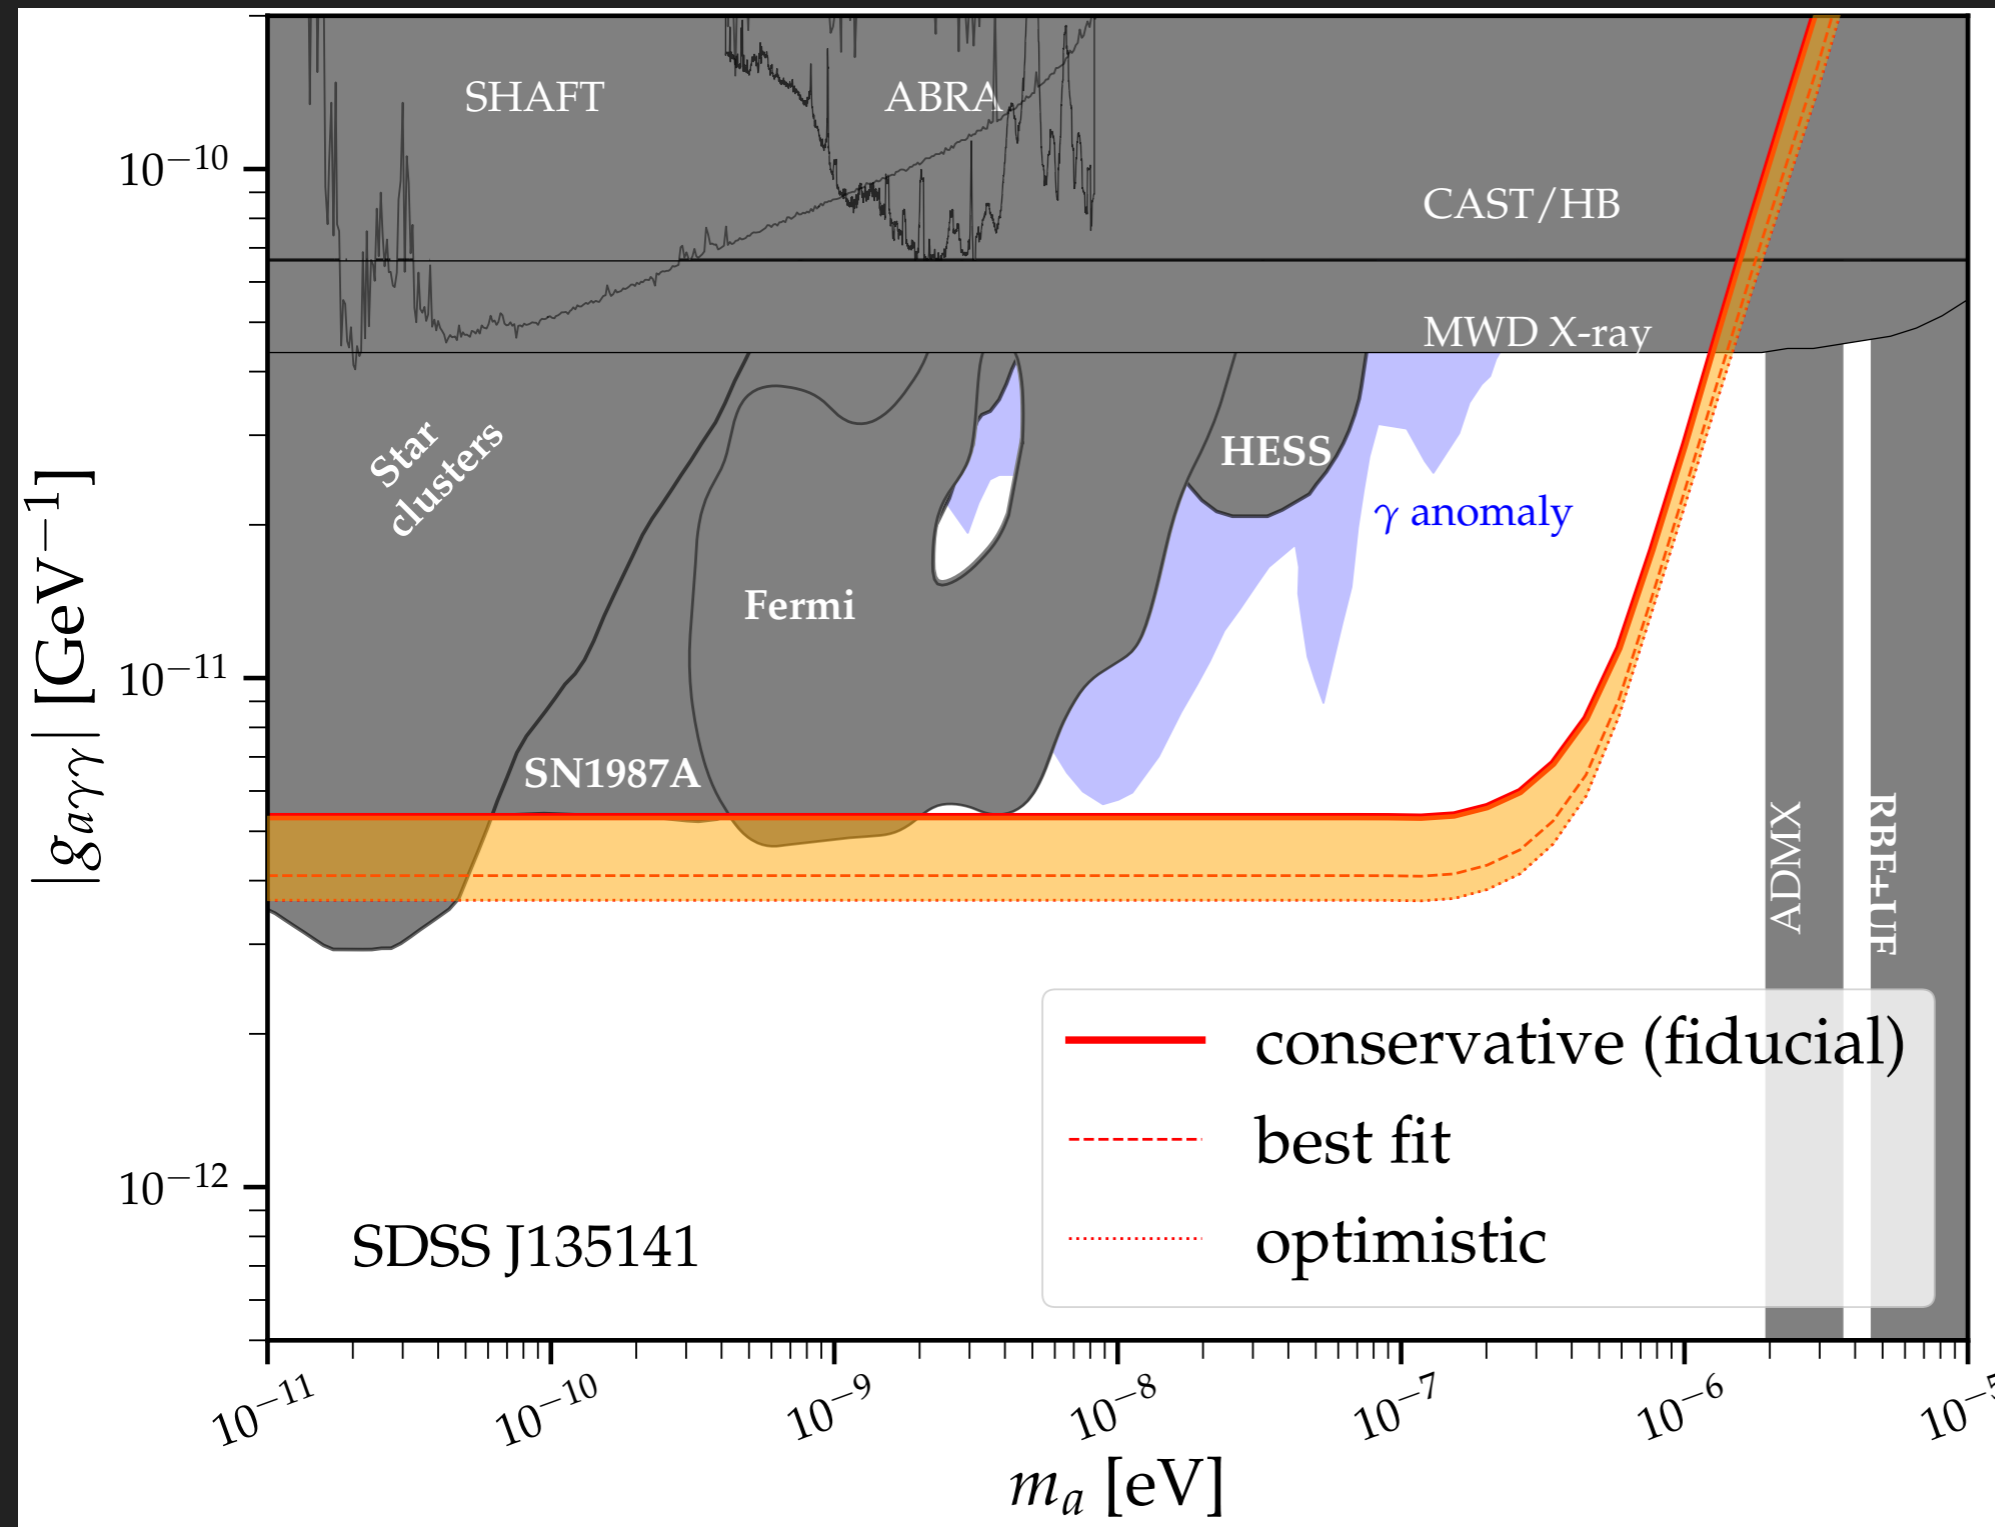 SHAFT
ABRA
10⁻¹⁰
CAST/HB
MWD X-ray
Star
clusters
HESS
γ anomaly
|g_{aγγ}| [GeV⁻¹]
Fermi
10⁻¹¹
SN1987A
ADMX
RBF+UF
conservative (fiducial)
best fit
10⁻¹²
SDSS J135141
optimistic
10⁻¹¹
10⁻¹⁰
10⁻⁹
10⁻⁸
10⁻⁷
10⁻⁶
10⁻⁵
m_a [eV]